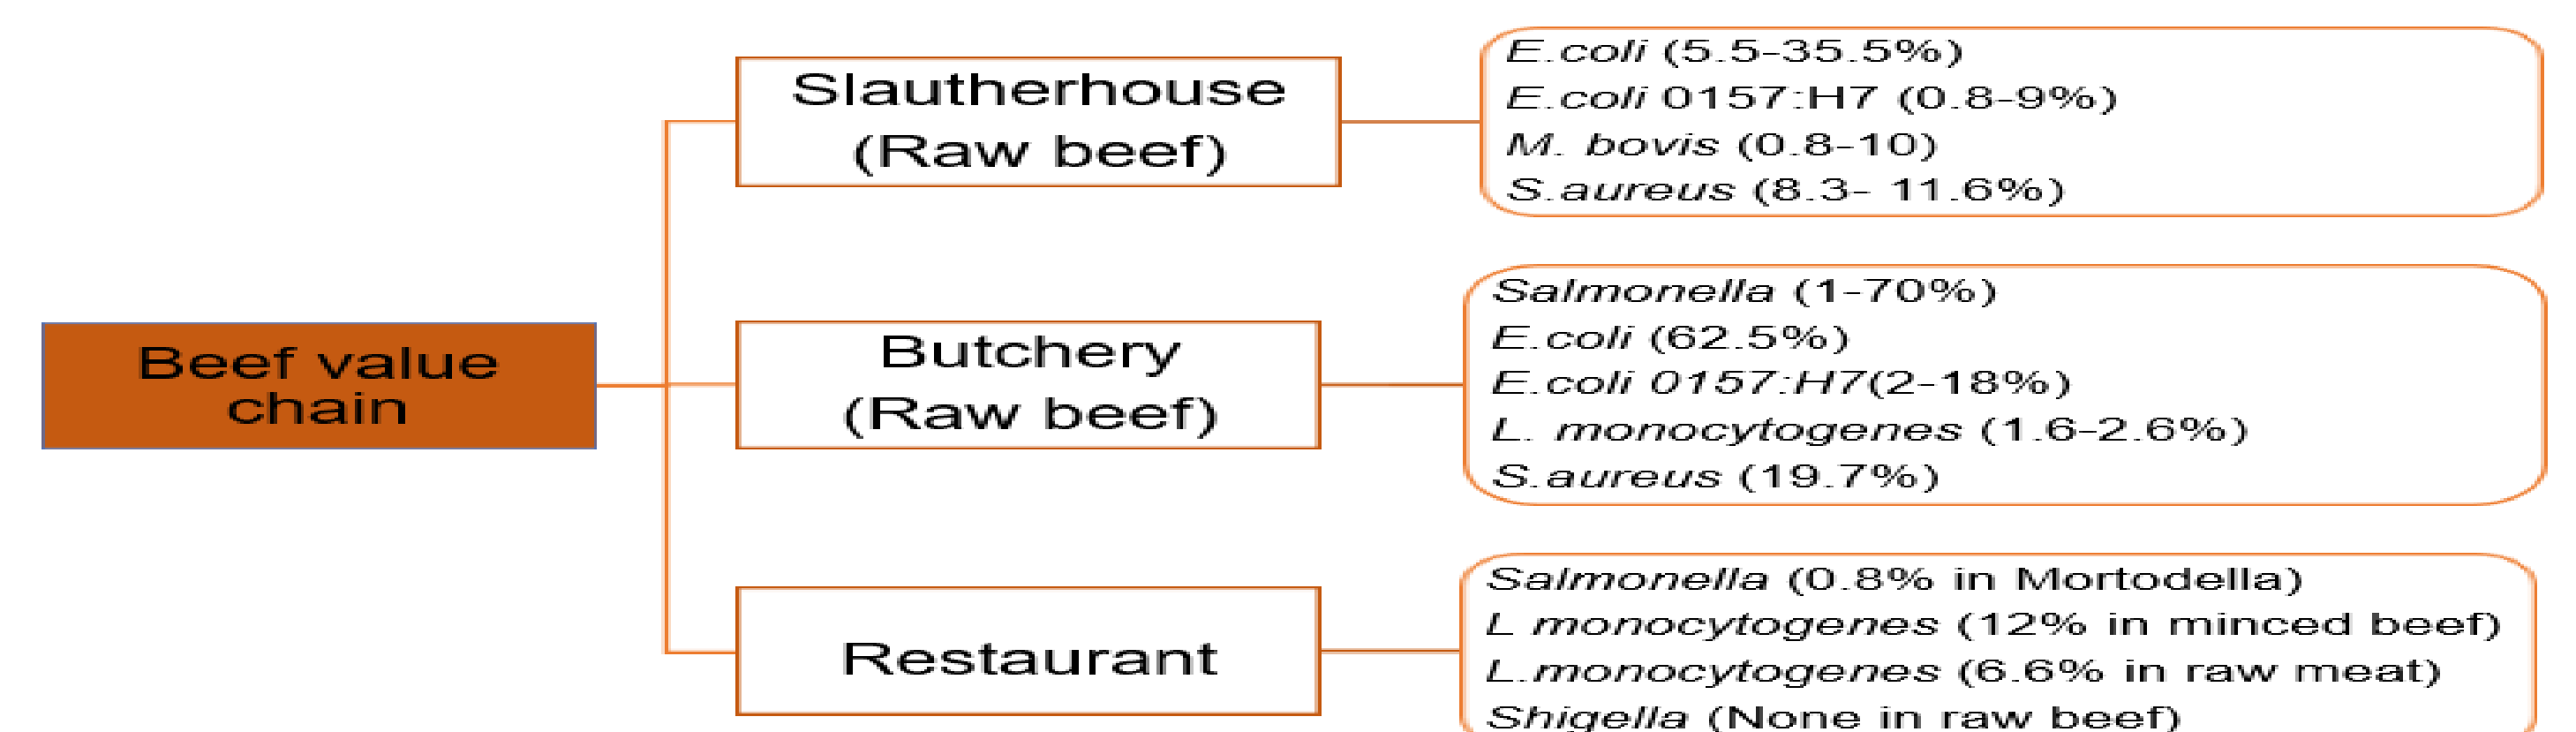 Beef value
chain
Slautherhouse
(Raw beef)
E.coli (5.5-35.5%)
E.coli 0157:H7 (0.8-9%)
M. bovis (0.8-10)
S.aureus (8.3- 11.6%)
Butchery
(Raw beef)
Salmonella (1-70%)
E.coli (62.5%)
E.coli 0157:H7(2-18%)
L. monocytogenes (1.6-2.6%)
S.aureus (19.7%)
Restaurant
Salmonella (0.8% in Mortodella)
L monocytogenes (12% in minced beef)
L.monocytogenes (6.6% in raw meat)
Shigella (None in raw beef)